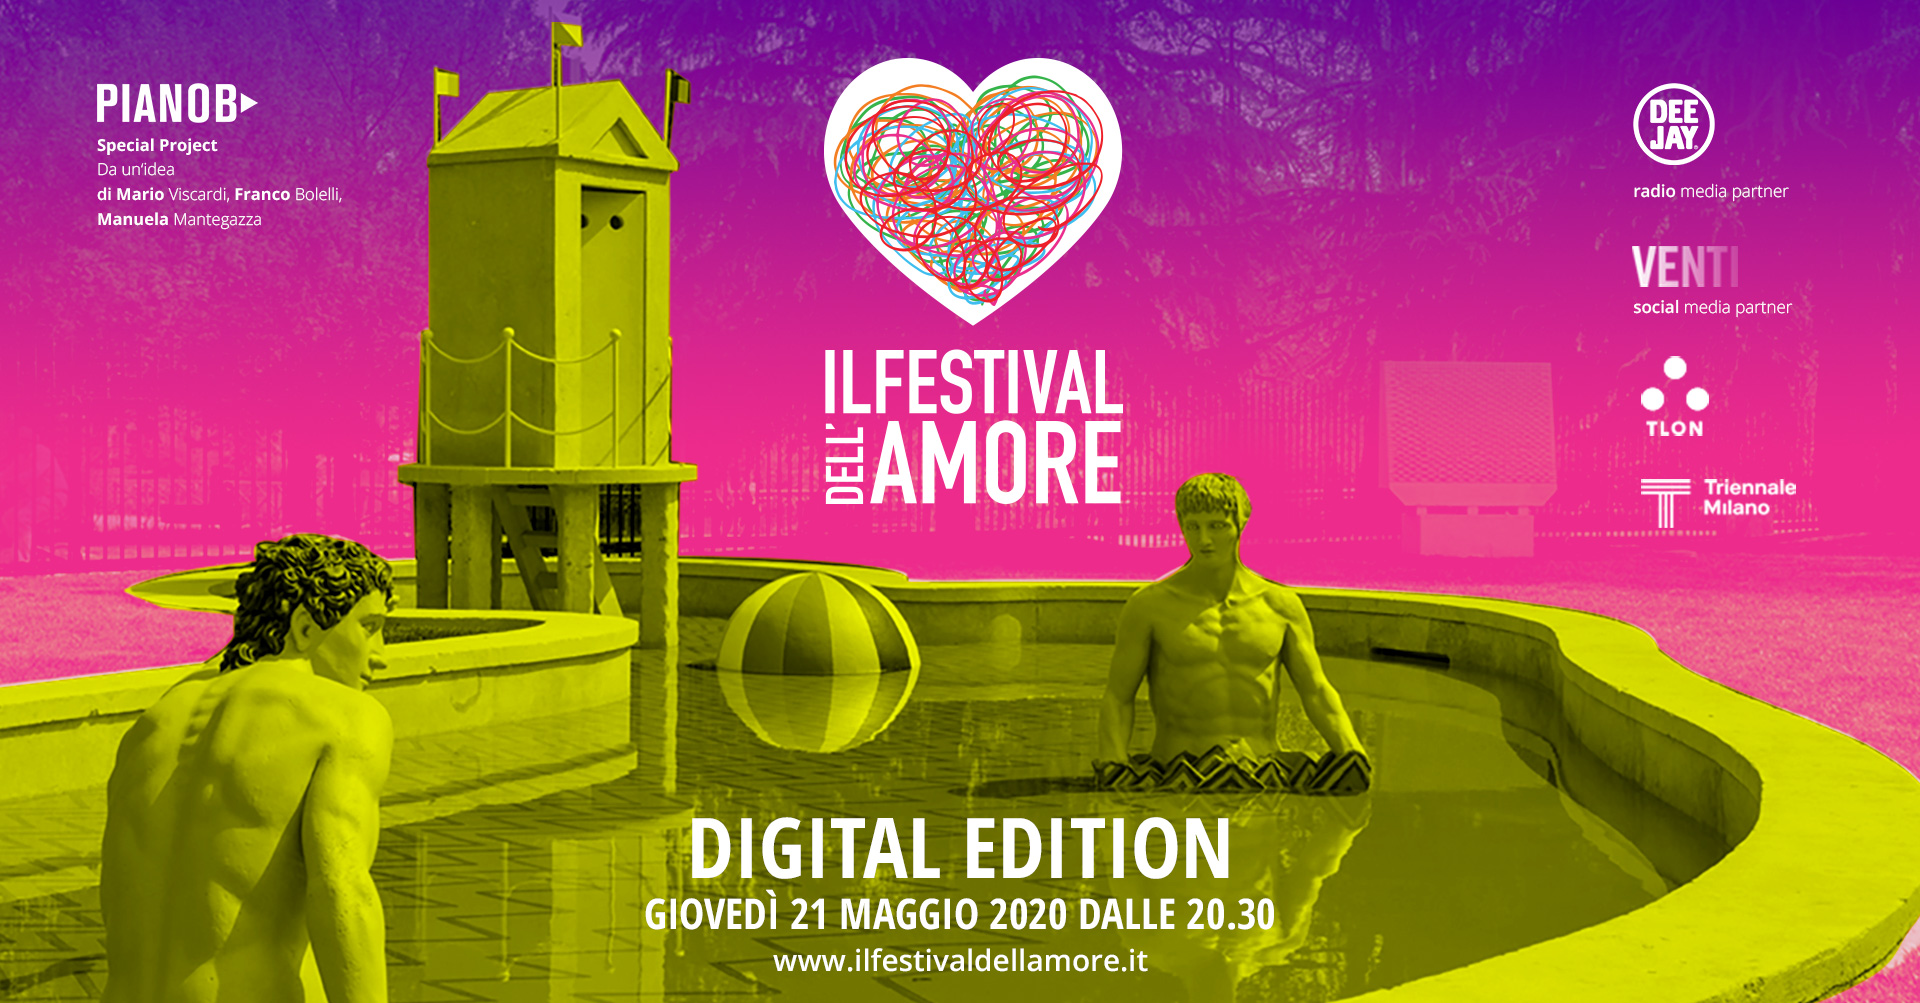 PIANOB
Special Project
Da un'idea
di Mario Viscardi, Franco Bolelli,
Manuela Mantegazza
ILFESTIVAL
DELL'AMORE
DEE
JAY
radio media partner
VENTI
social media partner
TLON
Triennale
Milano
DIGITAL EDITION
GIOVEDÌ 21 MAGGIO 2020 DALLE 20.30
www.ilfestivaldellamore.it